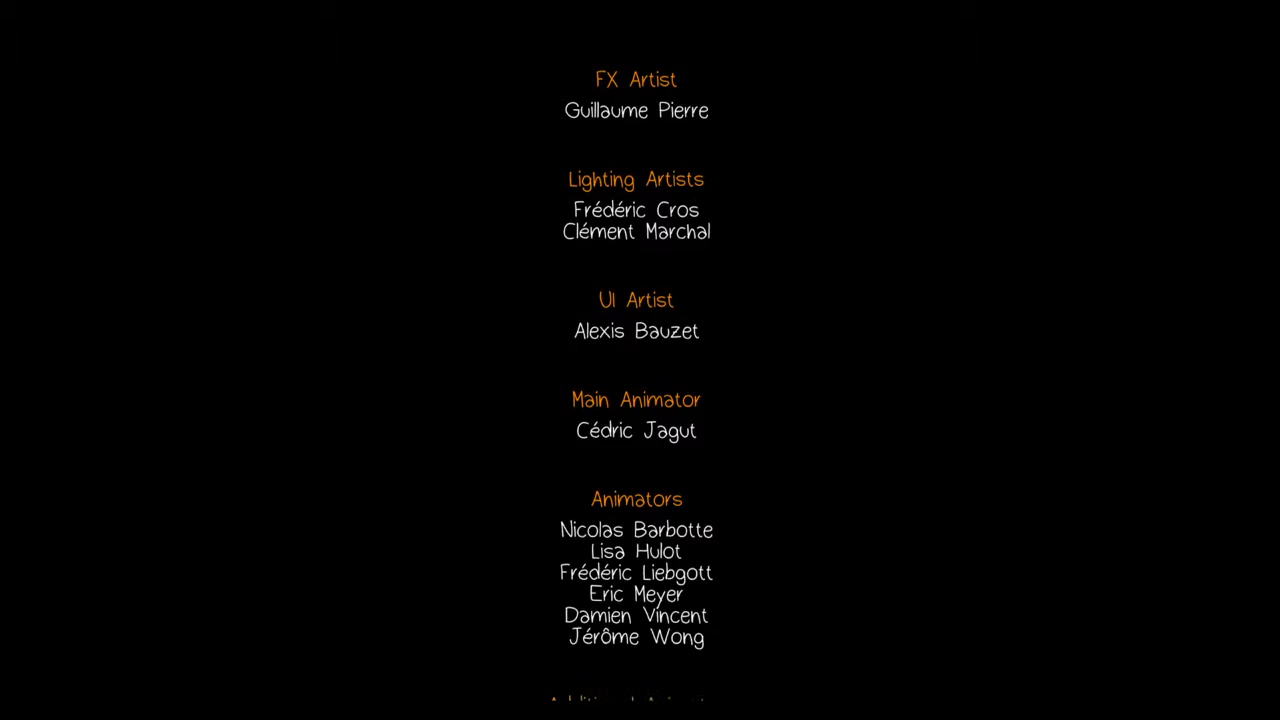 FX Artist
Guillaume Pierre
Lighting Artists
Frédéric Cros
Clément Marchal
UI Artist
Alexis Bauzet
Main Animator
Cédric Jagut
Animators
Nicolas Barbotte
Lisa Hulot
Frédéric Liebgott
Eric Meyer
Damien Vincent
Jérôme Wong